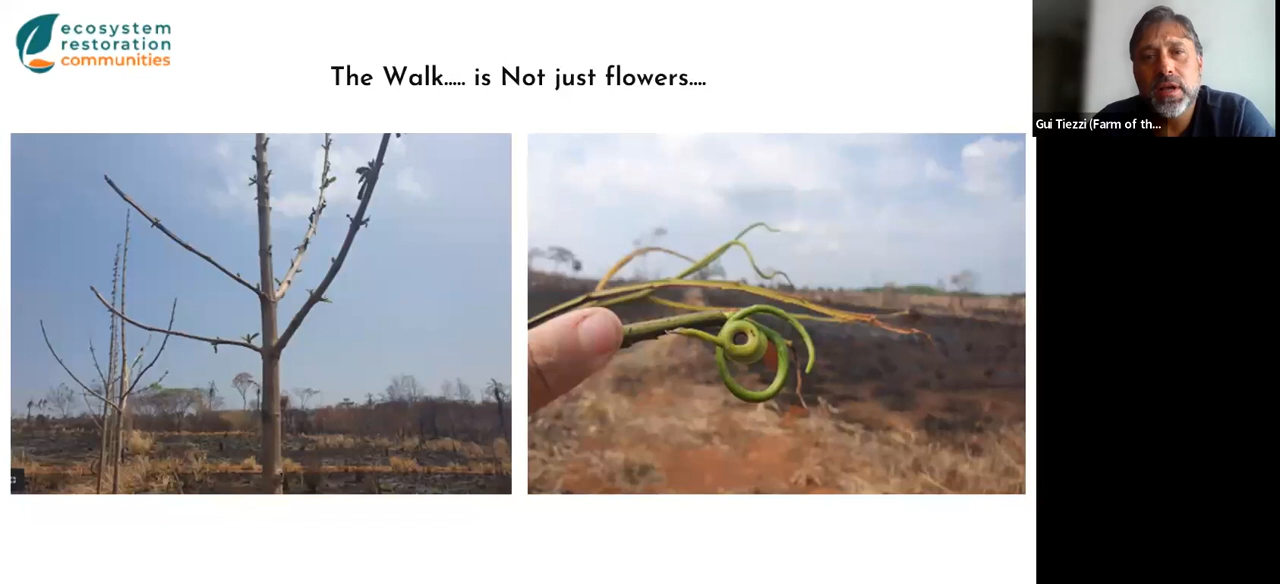 ecosystem
restoration
communities
The Walk..... is Not just flowers....
Gui Tiezzi (Farm of th...